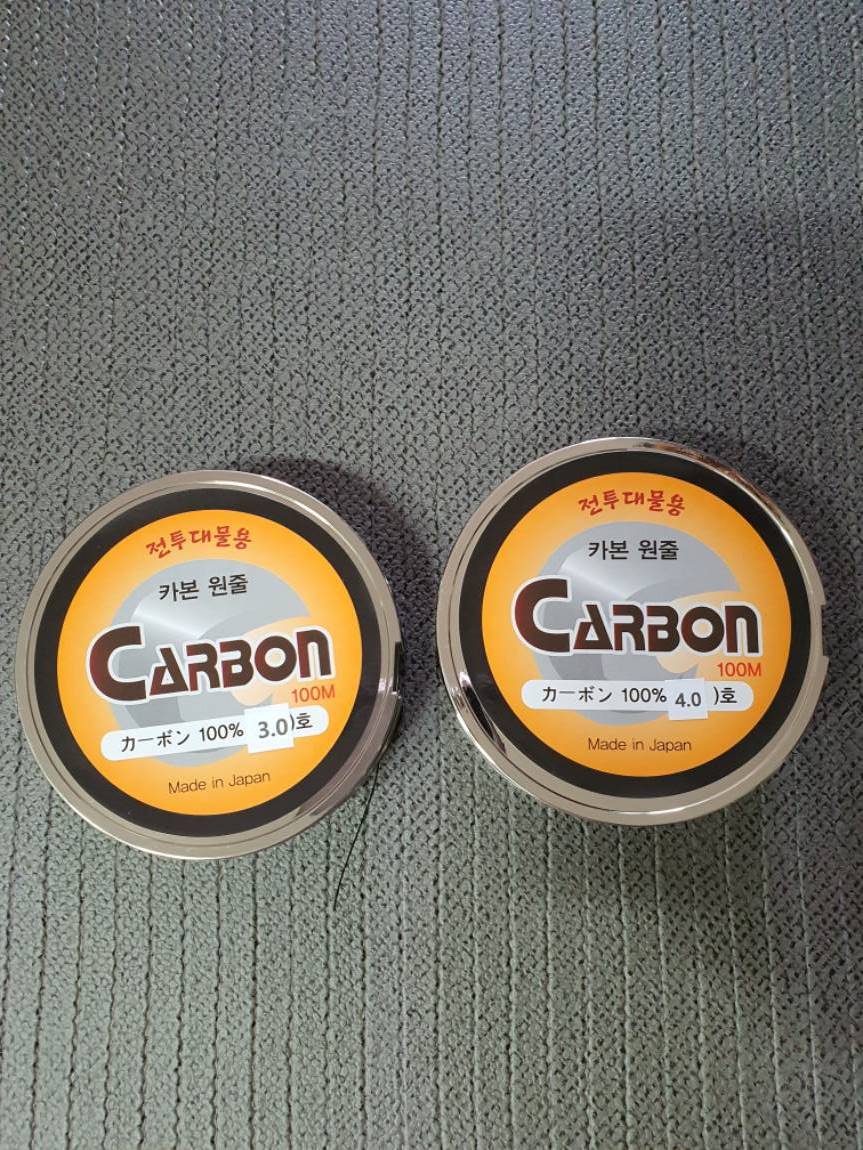 전투대물용
카본 원줄
CARBON
100M
カーボン 100% 3.0)호
Made in Japan
전투대물용
카본 원줄
CARBON
100M
カーボン 100% 4.0 )호
Made in Japan